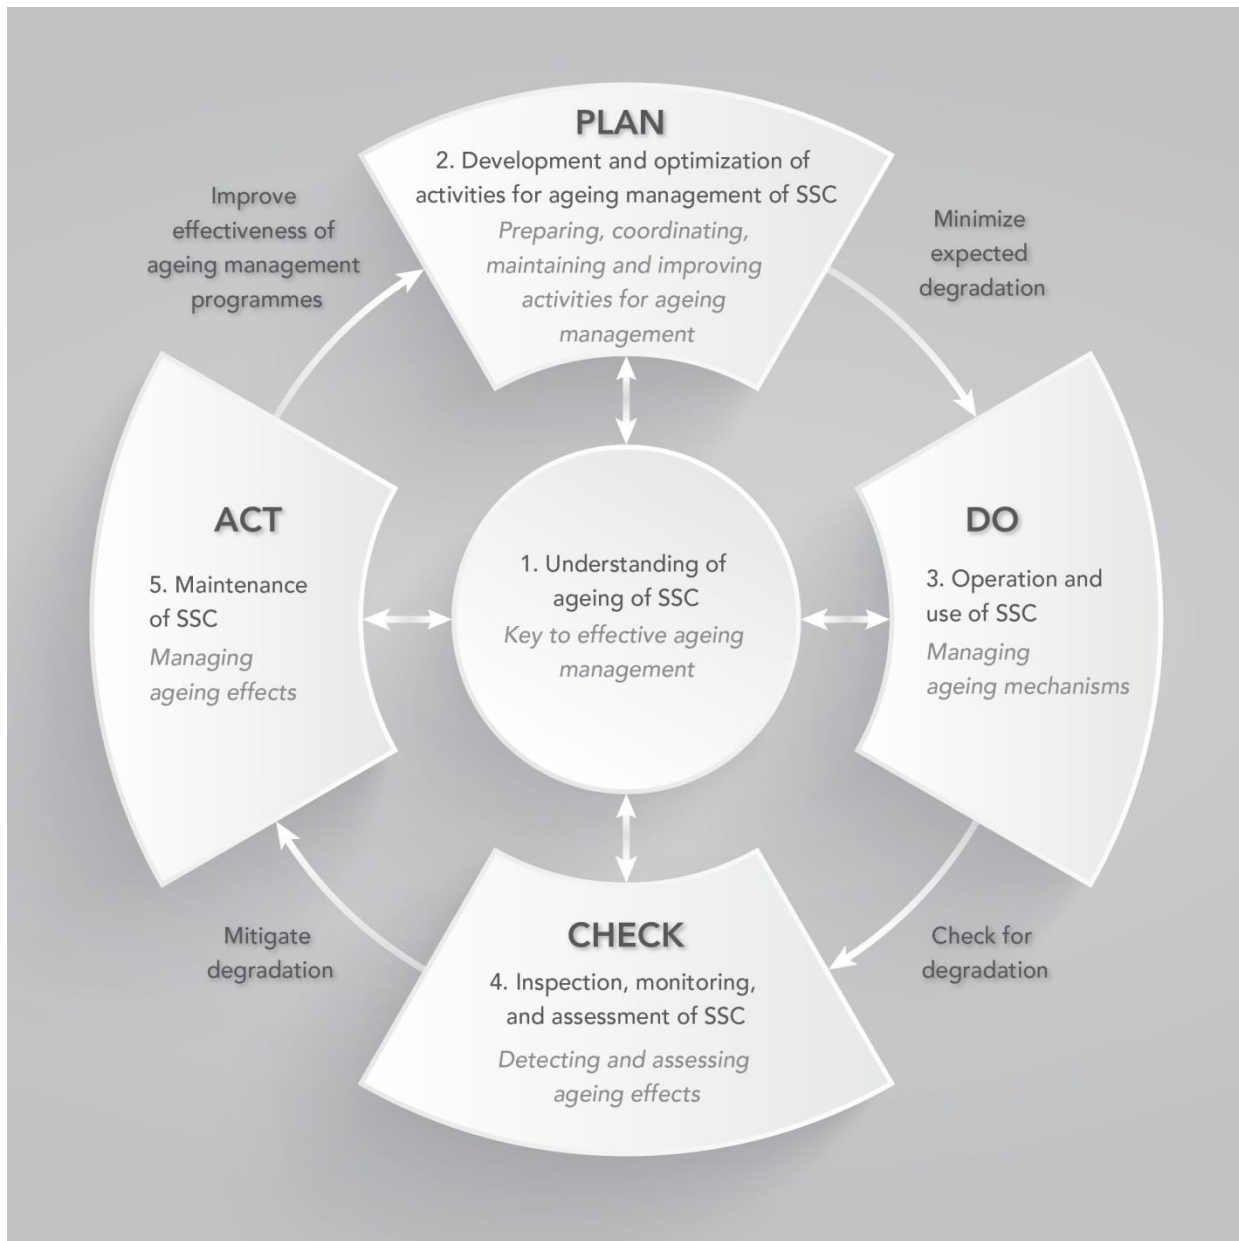 PLAN
2. Development and optimization of
activities for ageing management of SSC
Preparing, coordinating,
maintaining and improving
activities for ageing
management
Improve
effectiveness of
ageing management
programmes
Minimize
expected
degradation
ACT
5. Maintenance
of SSC
Managing
ageing effects
1. Understanding of
ageing of SSC
Key to effective ageing
management
DO
3. Operation and
use of SSC
Managing
ageing mechanisms
Mitigate
degradation
CHECK
4. Inspection, monitoring,
and assessment of SSC
Detecting and assessing
ageing effects
Check for
degradation